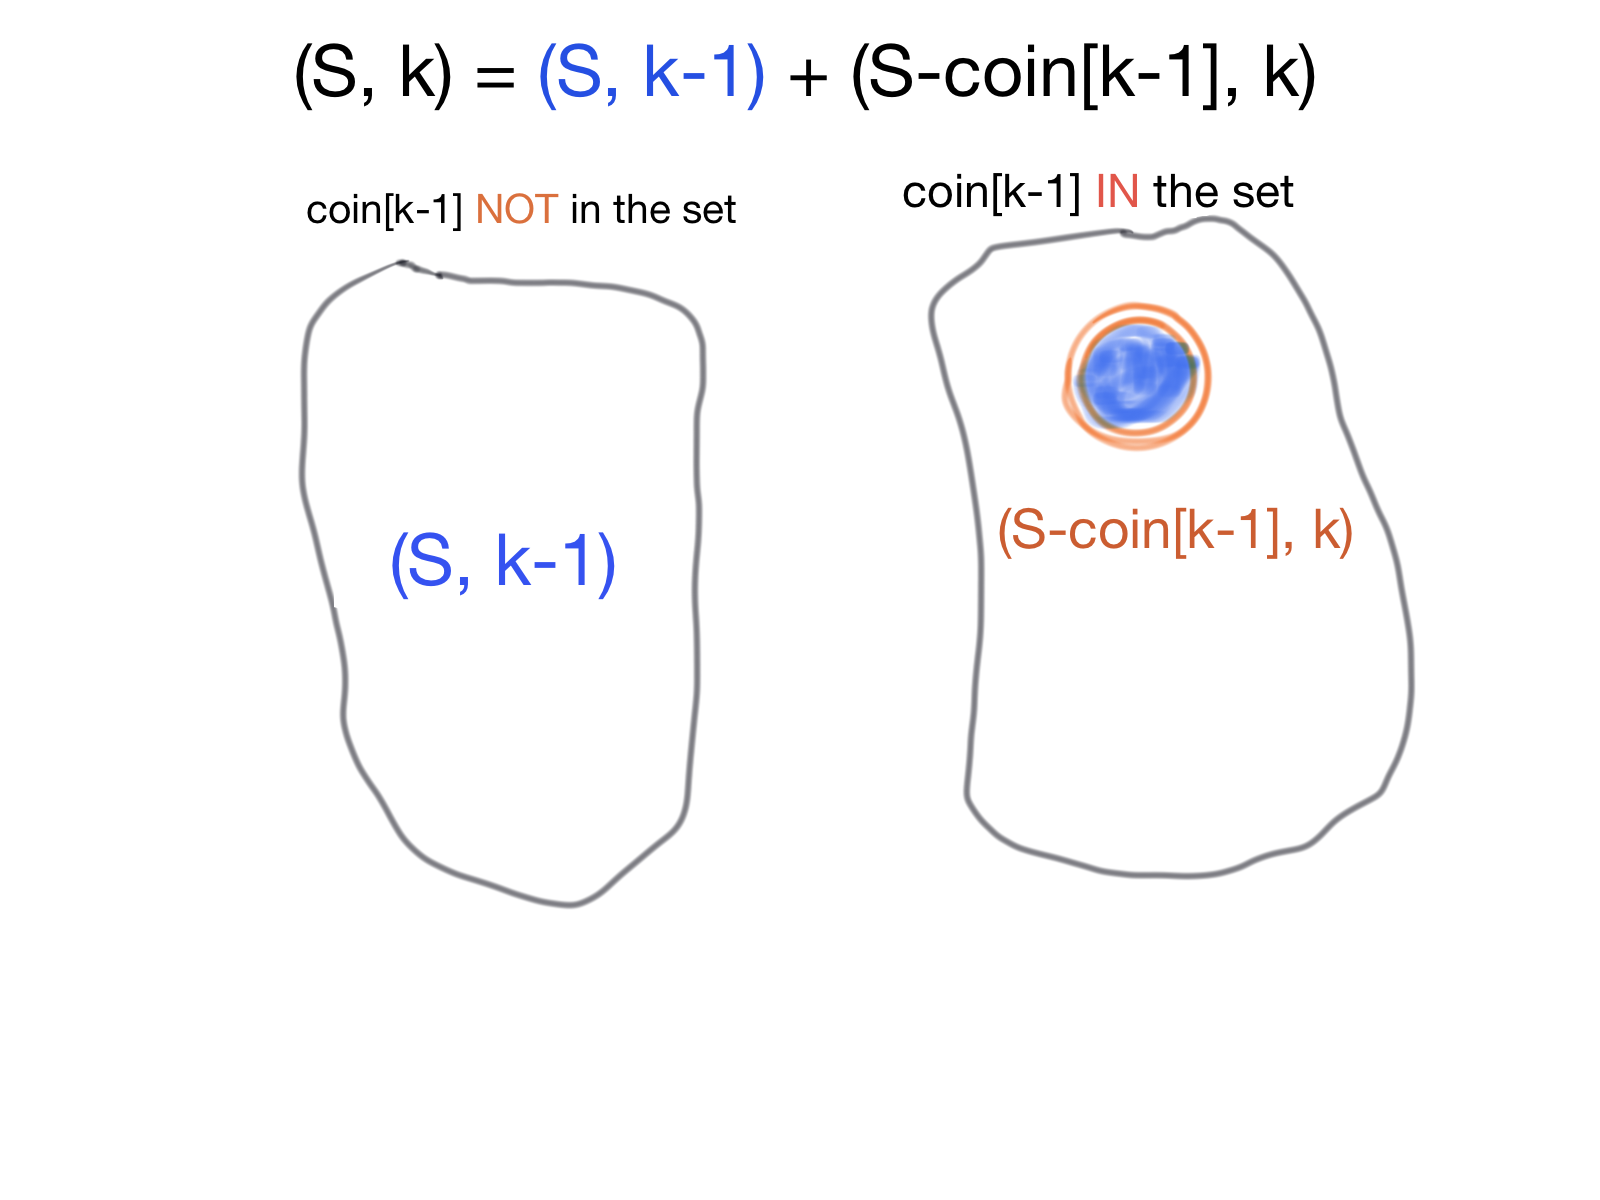 (S, k) = (S, k-1) + (S-coin[k-1], k)
coin[k-1] NOT in the set
coin[k-1] IN the set
(S, k-1)
(S-coin[k-1], k)